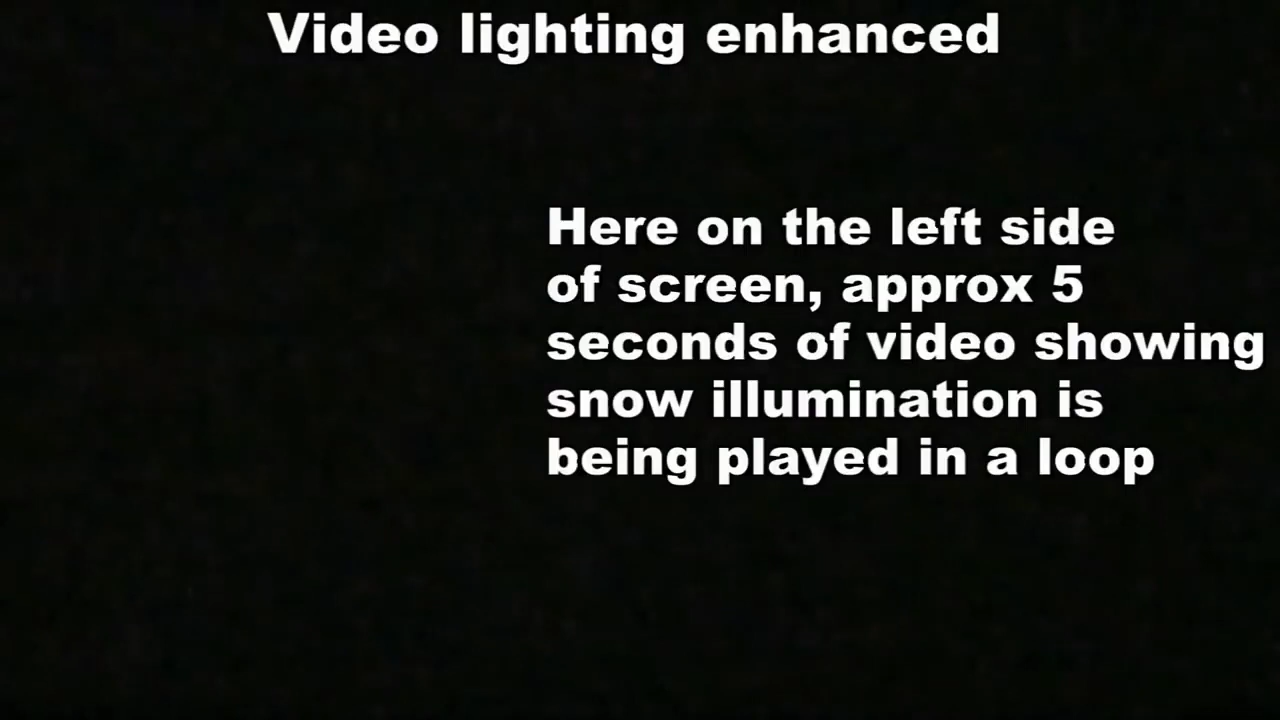 Video lighting enhanced
Here on the left side
of screen, approx 5
seconds of video showing
snow illumination is
being played in a loop